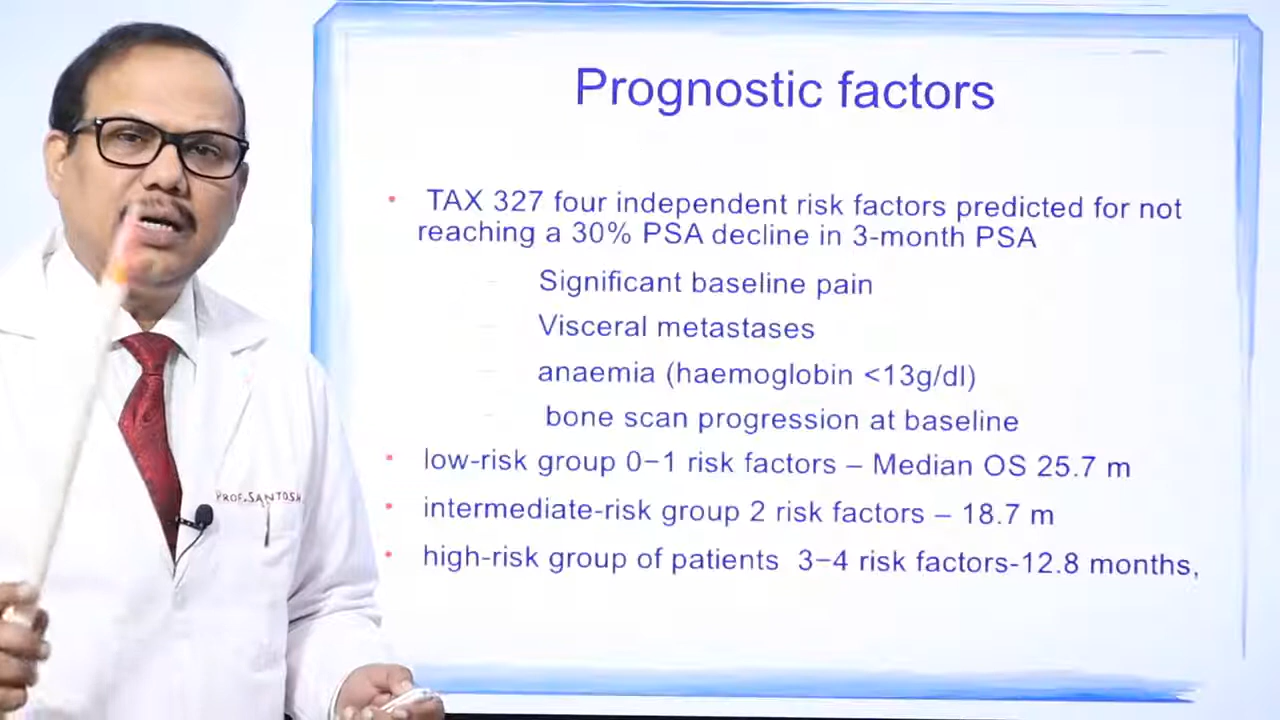 Prognostic factors
• TAX 327 four independent risk factors predicted for not
reaching a 30% PSA decline in 3-month PSA
– Significant baseline pain
– Visceral metastases
– anaemia (haemoglobin <13g/dl)
– bone scan progression at baseline
• low-risk group 0–1 risk factors – Median OS 25.7 m
• intermediate-risk group 2 risk factors – 18.7 m
• high-risk group of patients 3–4 risk factors-12.8 months,
PROF.SANTOSH